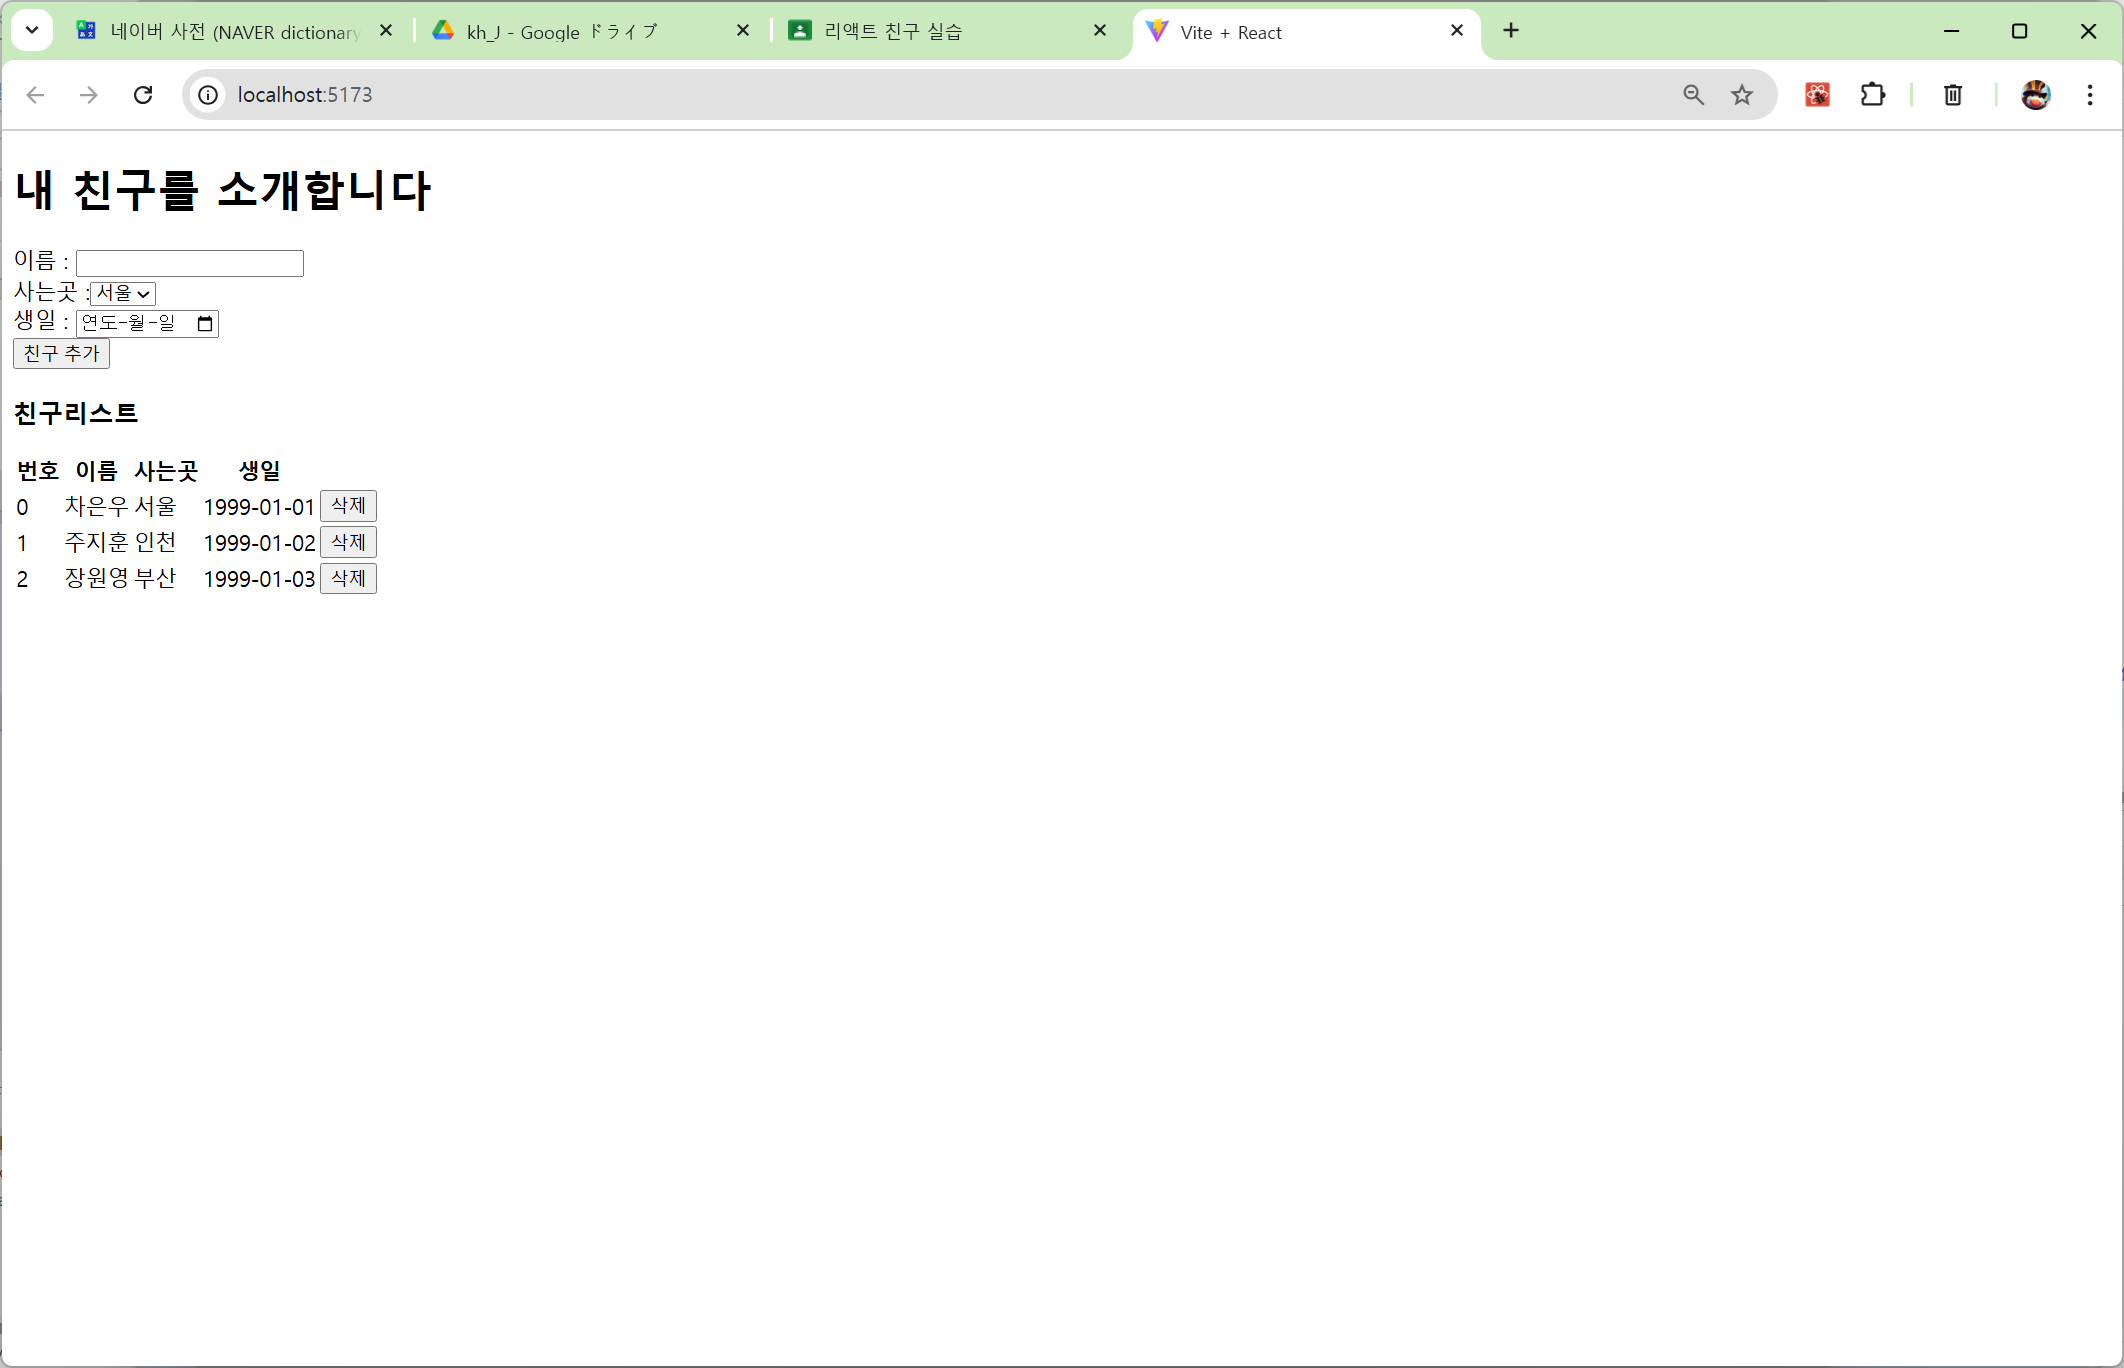 네이버 사전 (NAVER dictionary
kh_J - Google ドライブ
리액트 친구 실습
Vite + React
localhost:5173
내 친구를 소개합니다
이름 :
사는곳 : 서울
생일 : 연도-월-일
친구 추가
친구리스트
번호 이름 사는곳 생일
0 차은우 서울 1999-01-01 삭제
1 주지훈 인천 1999-01-02 삭제
2 장원영 부산 1999-01-03 삭제